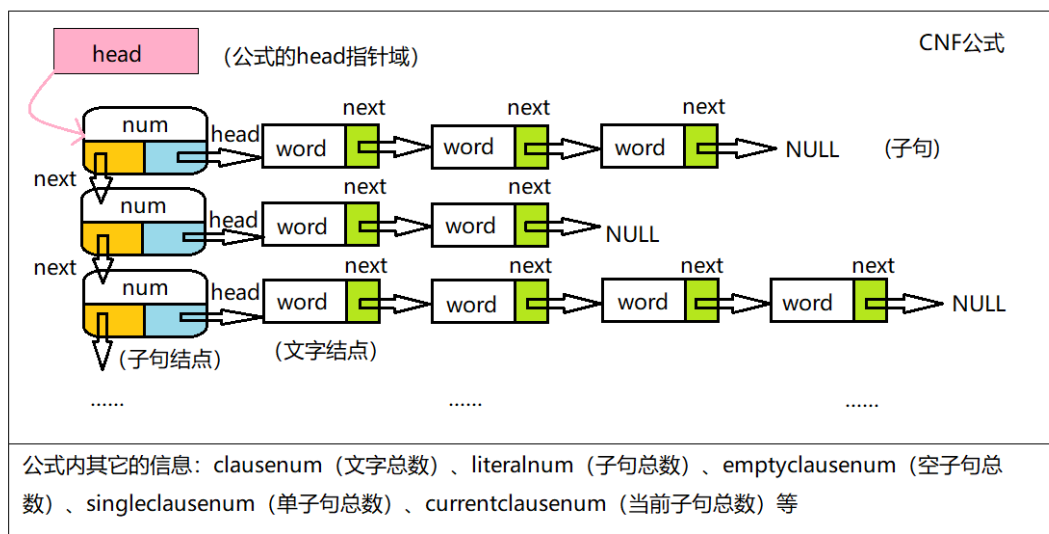 head (公式的head指针域) CNF公式
next next next
num head word word word NULL (子句)
next
num head word word NULL
next
next next next next
num head word word word word NULL
(子句结点) (文字结点)
...... ...... ......
公式内其它的信息：clausenum（文字总数）、literalnum（子句总数）、emptyclausenum（空子句总
数）、singleclausenum（单子句总数）、currentclausenum（当前子句总数）等